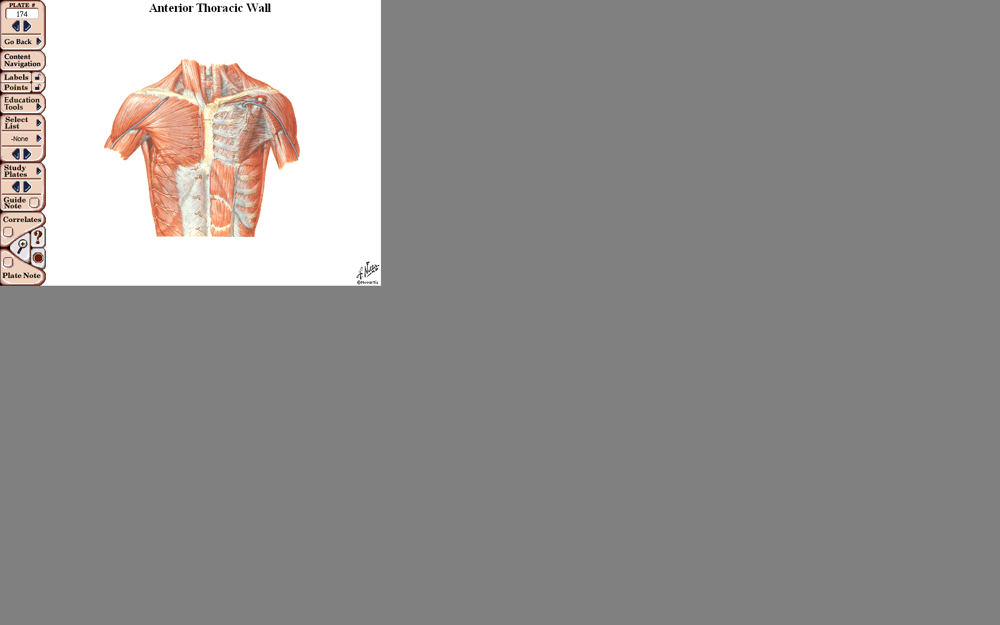 PLATE #
174
Go Back
Content
Navigation
Labels
Points
Education
Tools
Select
List
-None
Study
Plates
Guide
Note
Correlates
?
Plate Note
Anterior Thoracic Wall
©Novartis